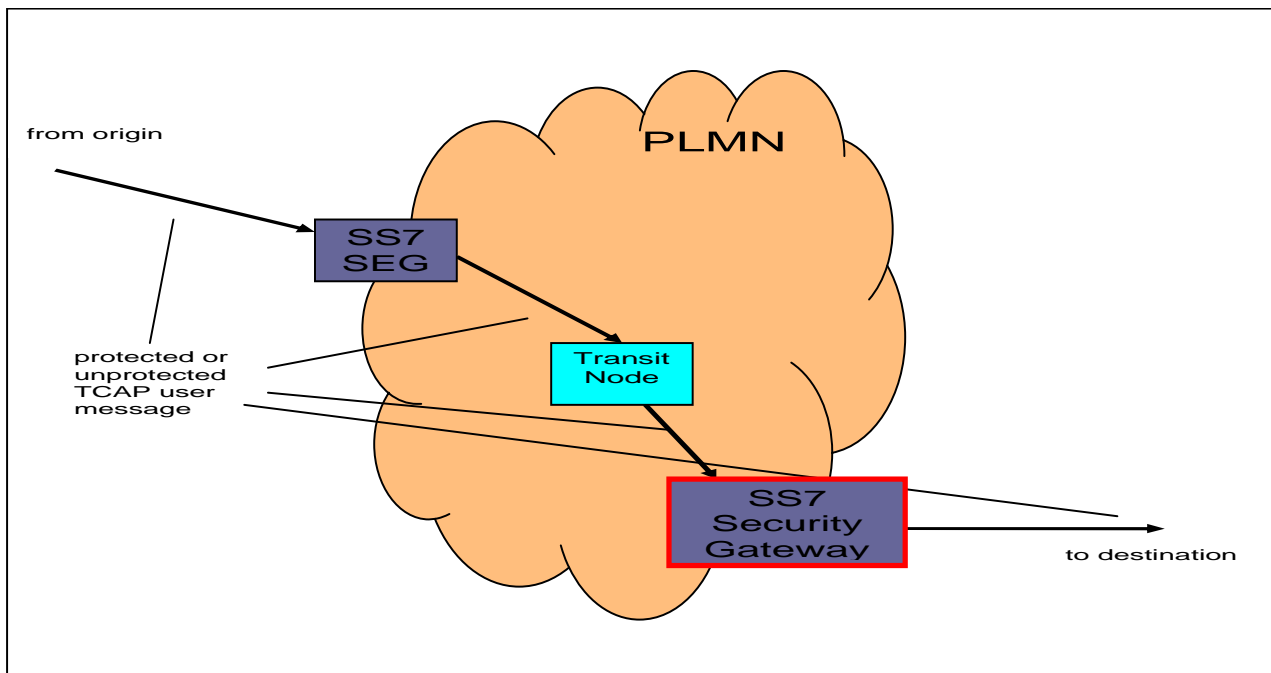 PLMN
from origin
SS7
SEG
protected or
unprotected
TCAP user
message
Transit
Node
SS7
Security
Gateway
to destination